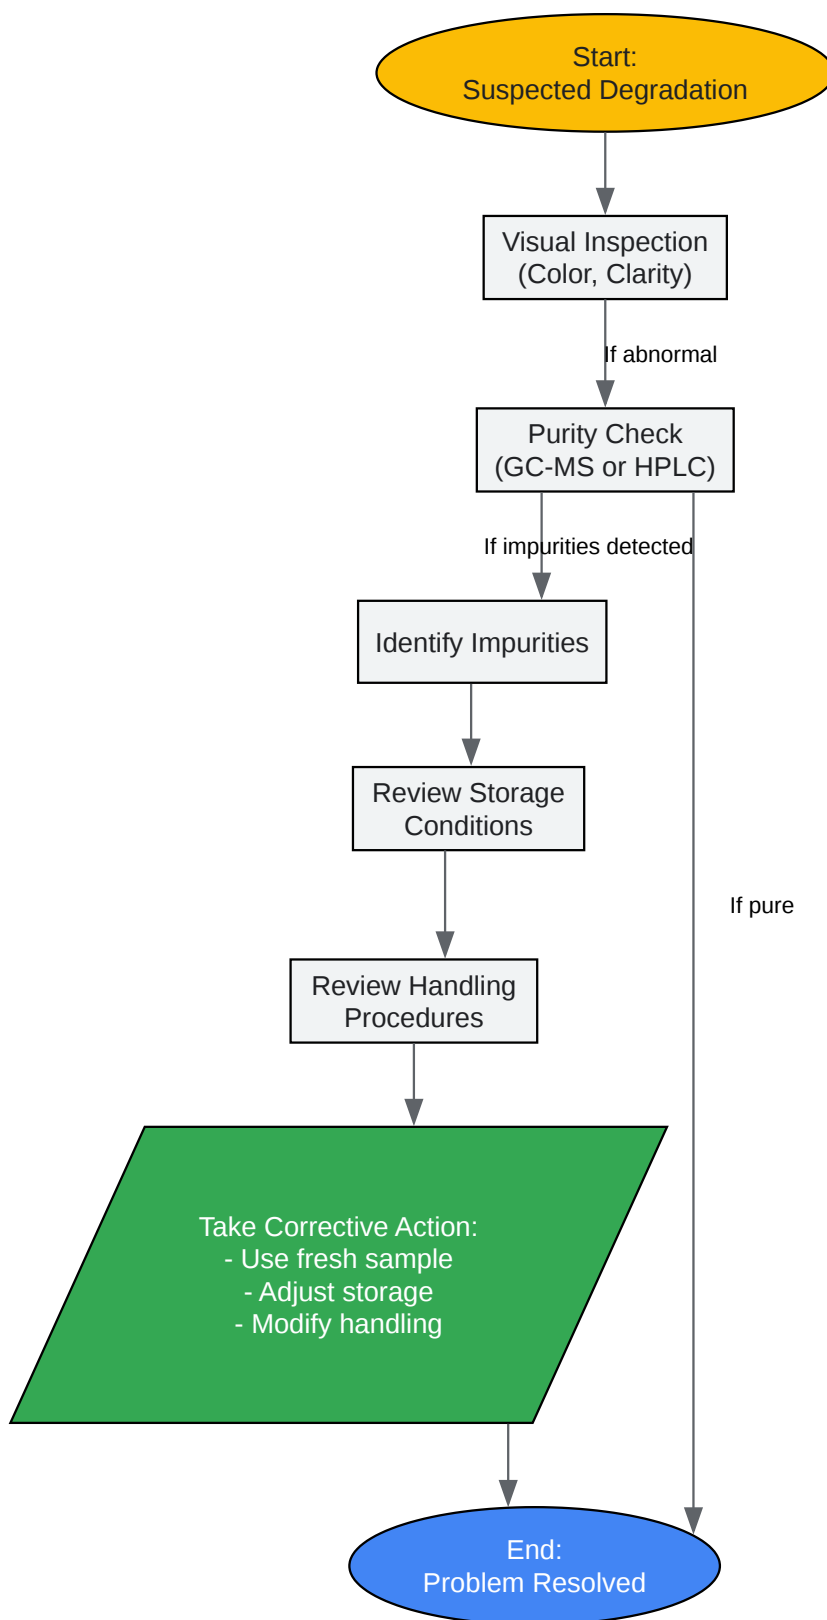 Start:
Suspected Degradation
Visual Inspection
(Color, Clarity)
If abnormal
Purity Check
(GC-MS or HPLC)
If impurities detected
Identify Impurities
Review Storage
Conditions
If pure
Review Handling
Procedures
Take Corrective Action:
- Use fresh sample
- Adjust storage
- Modify handling
End:
Problem Resolved